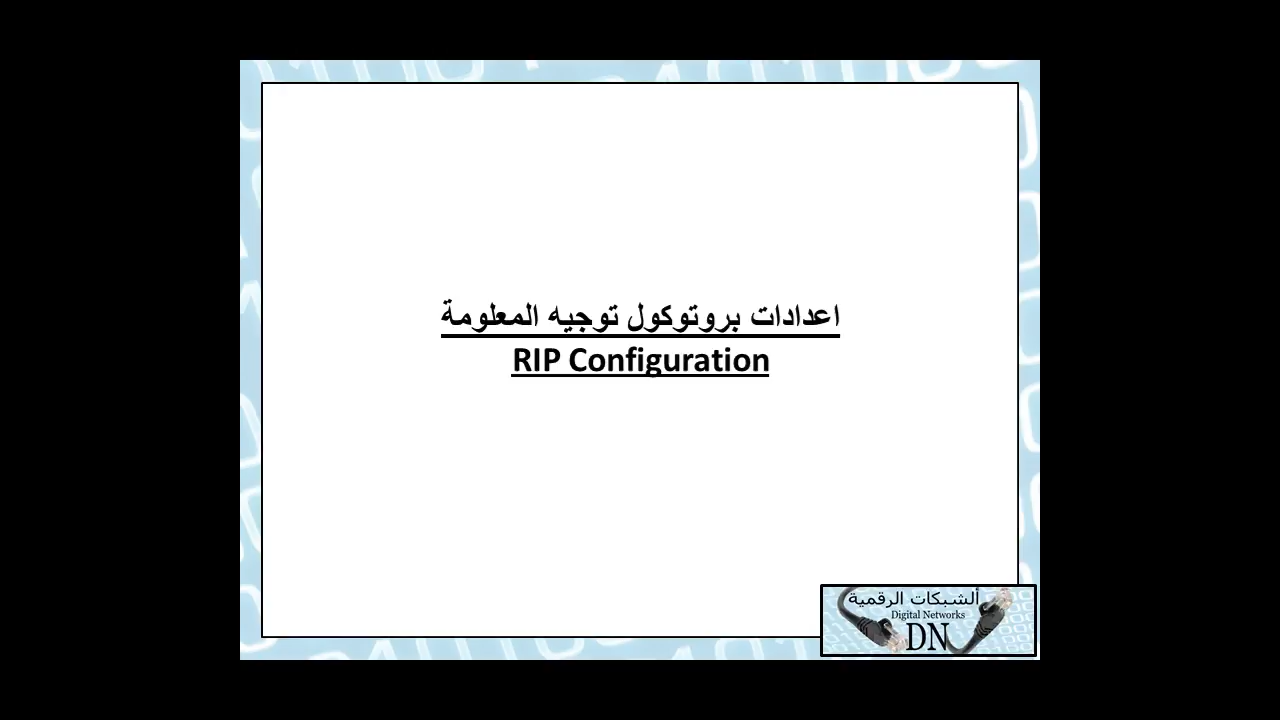 اعدادات بروتوكول توجيه المعلومة
RIP Configuration
ألشبكات الرقمية
Digital Networks
DN